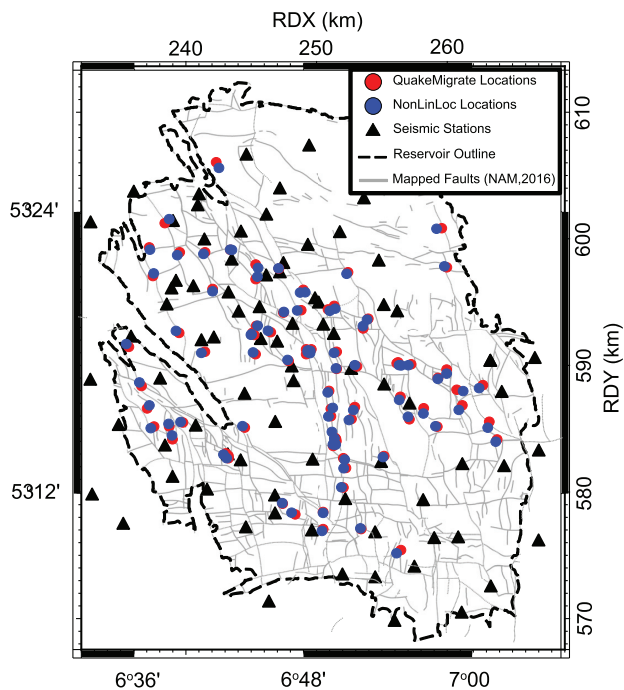 RDX (km)
240 250 260
QuakeMigrate Locations
NonLinLoc Locations
Seismic Stations
Reservoir Outline
Mapped Faults (NAM,2016)
610
5324'
600
590
RDY (km)
5312'
580
570
6°36' 6°48' 7°00